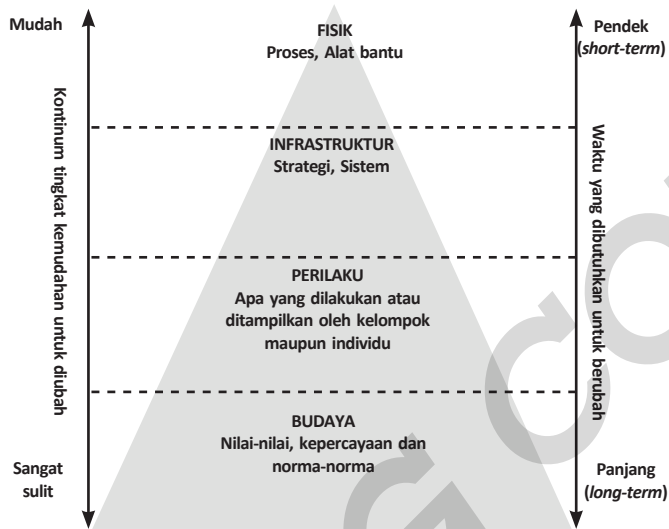 Mudah
Pendek
(short-term)
FISIK
Proses, Alat bantu
INFRASTRUKTUR
Strategi, Sistem
PERILAKU
Apa yang dilakukan atau
ditampilkan oleh kelompok
maupun individu
BUDAYA
Nilai-nilai, kepercayaan dan
norma-norma
Kontinum tingkat kemudahan untuk diubah
Waktu yang dibutuhkan untuk berubah
Sangat
sulit
Panjang
(long-term)